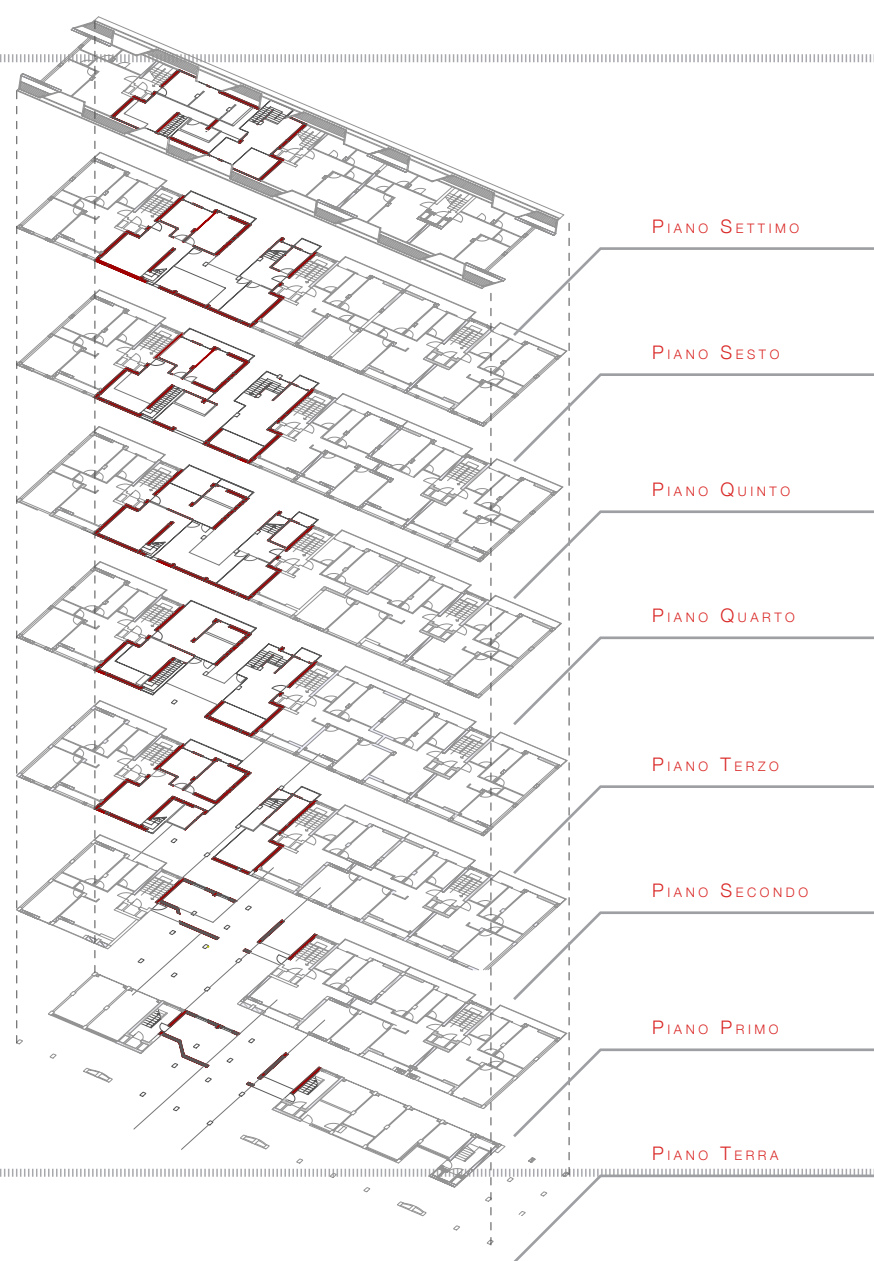 Piano Settimo
Piano Sesto
Piano Quinto
Piano Quarto
Piano Terzo
Piano Secondo
Piano Primo
Piano Terra